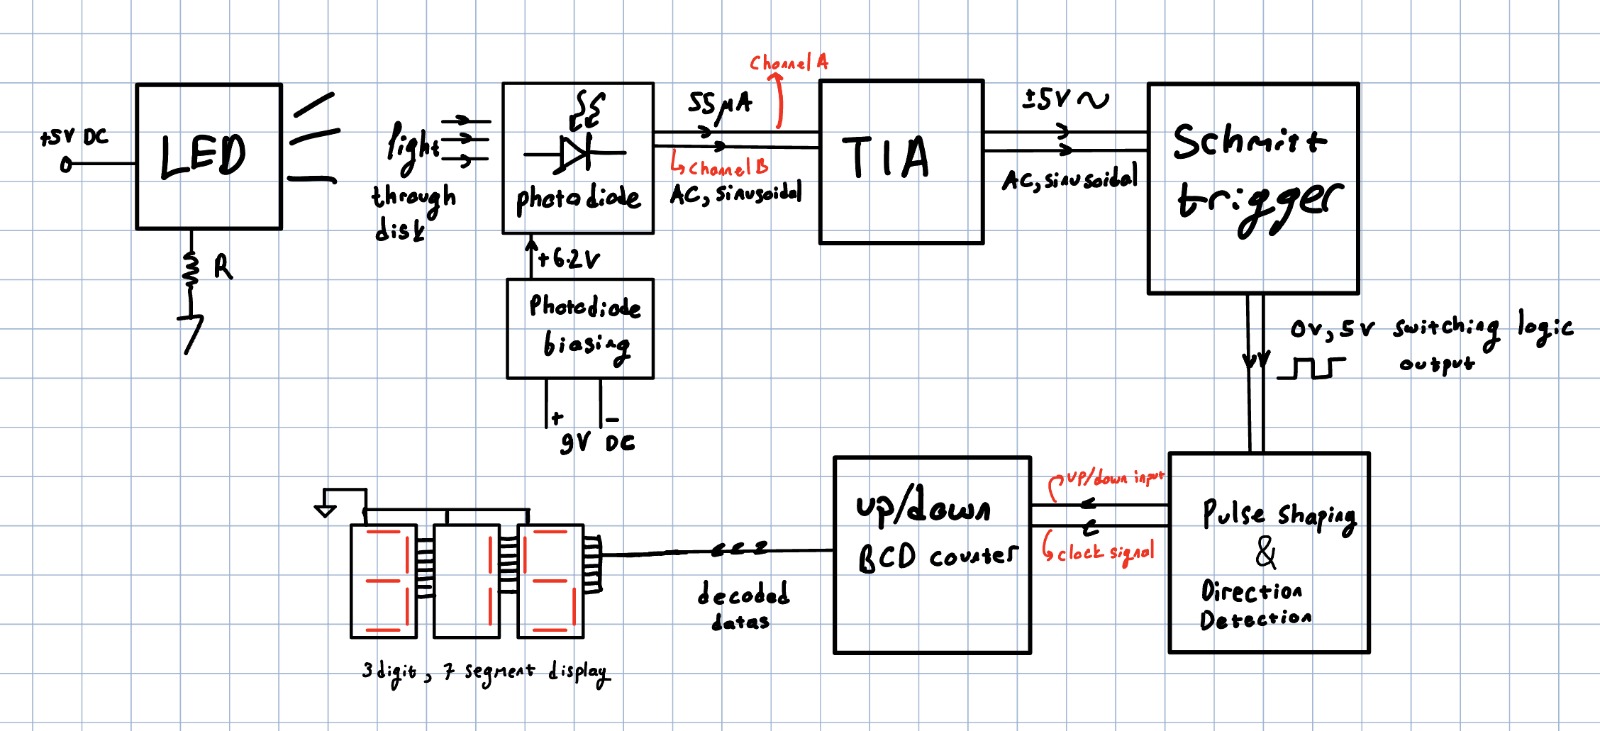 +5V DC
LED
R
light
through
disk
photodiode
+6.2V
Photodiode
biasing
+ −
9V DC
55µA
Channel A
Channel B
AC, sinusoidal
TIA
±5V ~
AC, sinusoidal
Schmitt
trigger
0v, 5v switching logic
output
Pulse Shaping
&
Direction
Detection
UP/down input
clock signal
up/down
BCD counter
decoded
datas
315
3 digit, 7 segment display